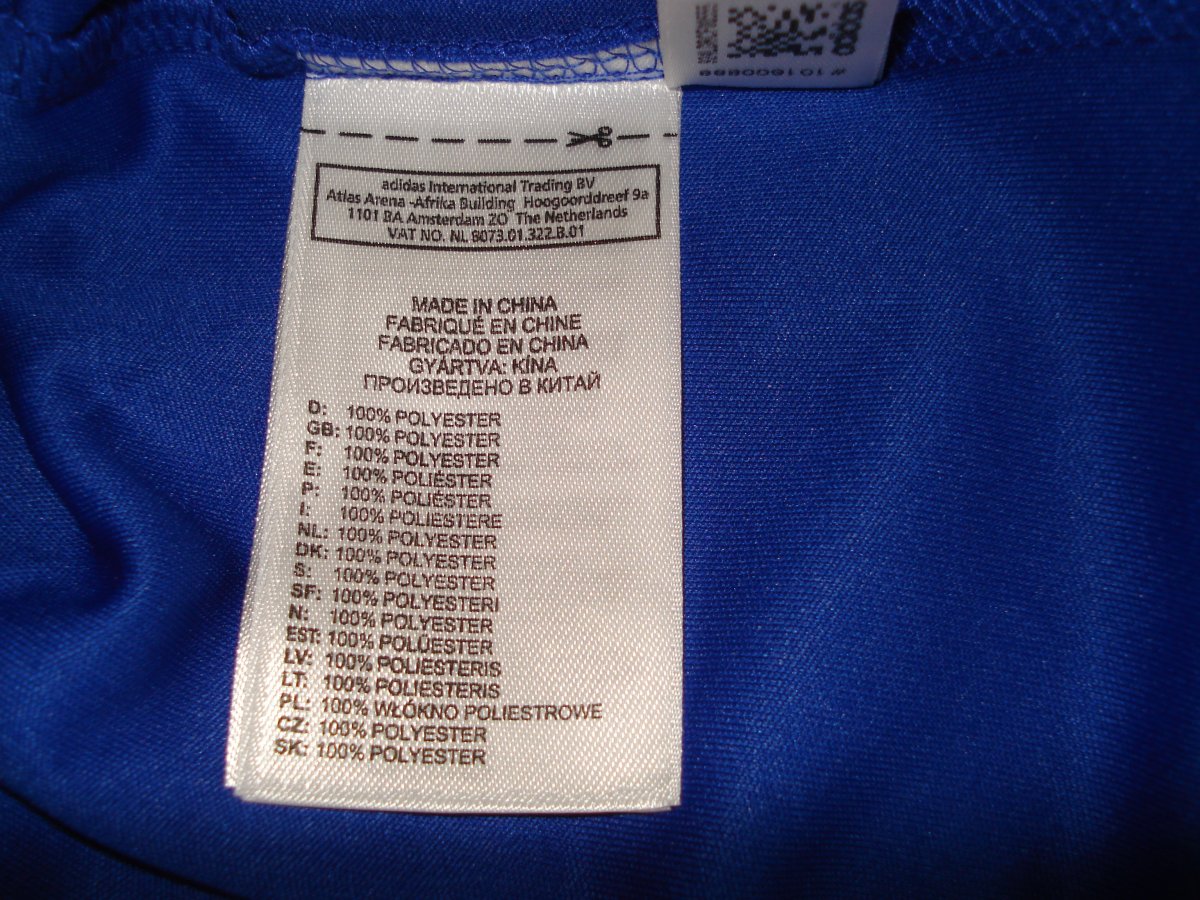 #101600888
adidas International Trading BV
Atlas Arena -Afrika Building Hoogoorddreef 9a
1101 BA Amsterdam ZO The Netherlands
VAT NO. NL 8073.01.322.B.01
MADE IN CHINA
FABRIQUÉ EN CHINE
FABRICADO EN CHINA
GYÁRTVA: KÍNA
ПРОИЗВЕДЕНО В КИТАЙ
D: 100% POLYESTER
GB: 100% POLYESTER
F: 100% POLYESTER
E: 100% POLIÉSTER
P: 100% POLIÉSTER
I: 100% POLIESTERE
NL: 100% POLYESTER
DK: 100% POLYESTER
S: 100% POLYESTER
SF: 100% POLYESTERI
N: 100% POLYESTER
EST: 100% POLÜESTER
LV: 100% POLIESTERIS
LT: 100% POLIESTERIS
PL: 100% WŁÓKNO POLIESTROWE
CZ: 100% POLYESTER
SK: 100% POLYESTER